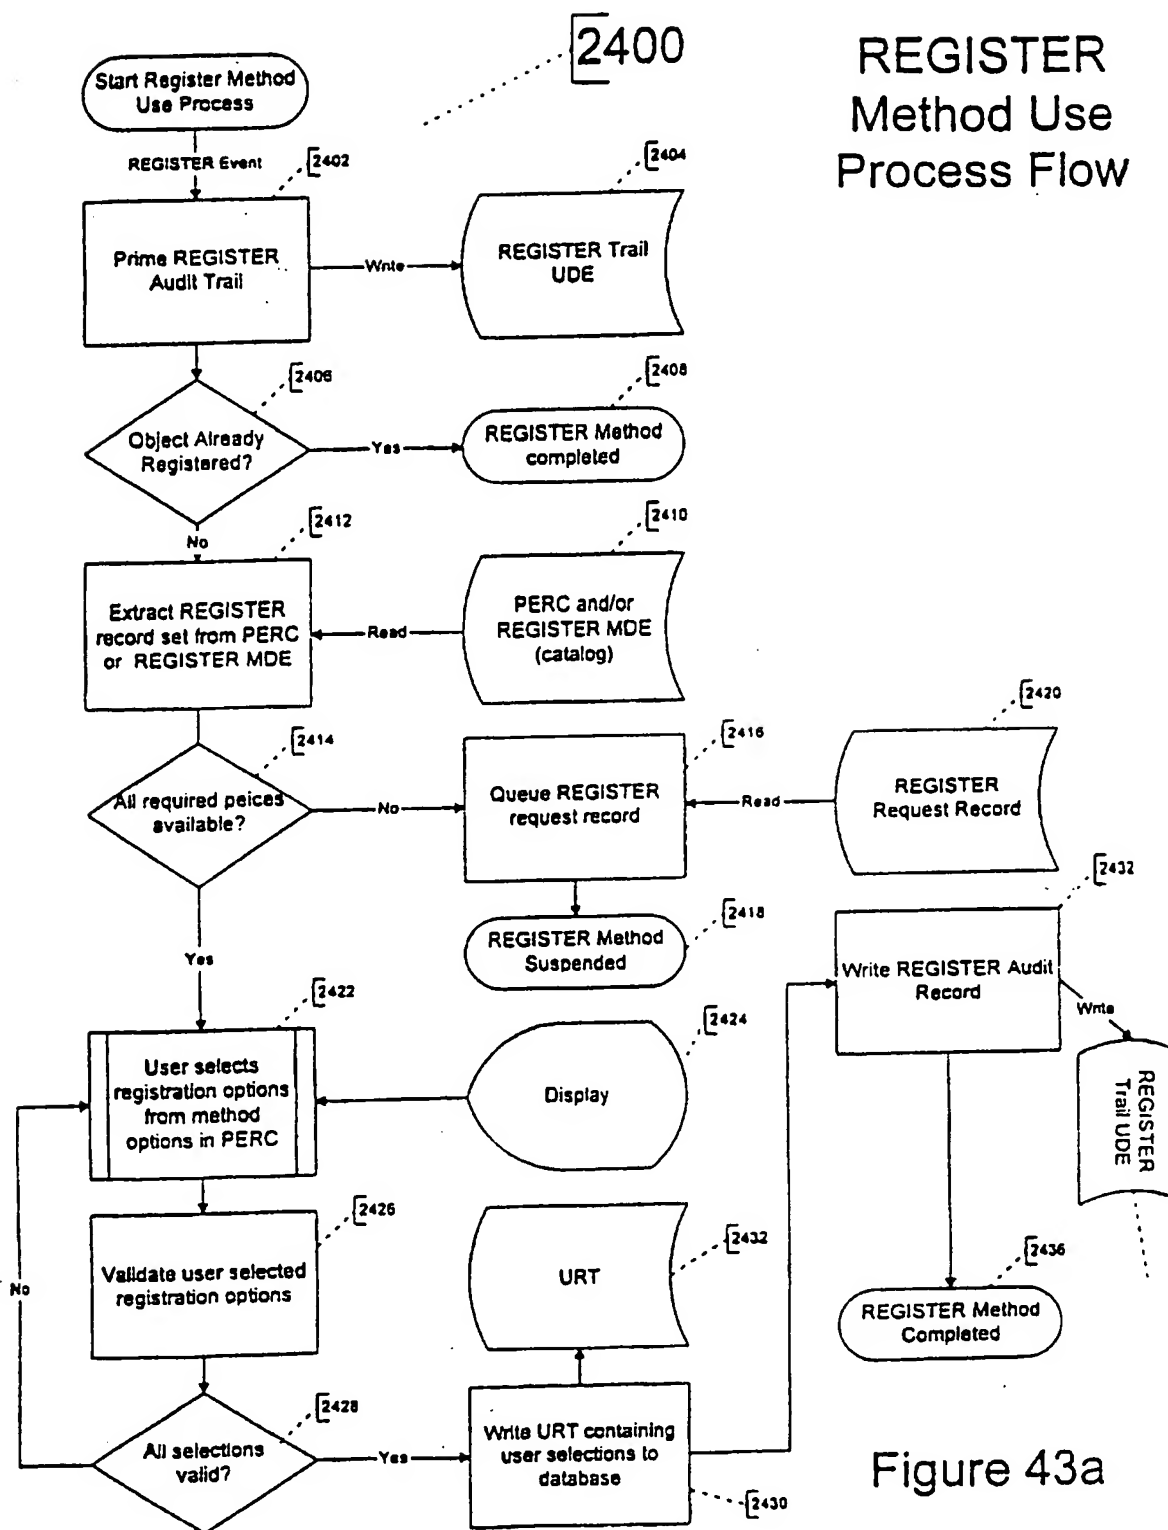 2400
REGISTER
Method Use
Process Flow
Start Register Method
Use Process
REGISTER Event
2402
2404
Prime REGISTER
Audit Trail
Write
REGISTER Trail
UDE
2406
2408
Object Already
Registered?
Yes
REGISTER Method
completed
No
2412
2410
Extract REGISTER
record set from PERC
or REGISTER MDE
Read
PERC and/or
REGISTER MDE
(catalog)
2414
2416
2420
All required peices
available?
No
Queue REGISTER
request record
Read
REGISTER
Request Record
2418
REGISTER Method
Suspended
2432
Write REGISTER Audit
Record
Write
REGISTER
Trail UDE
Yes
2422
2424
User selects
registration options
from method
options in PERC
Display
2426
2432
Validate user selected
registration options
URT
No
2436
REGISTER Method
Completed
2428
All selections
valid?
Yes
Write URT containing
user selections to
database
2430
Figure 43a